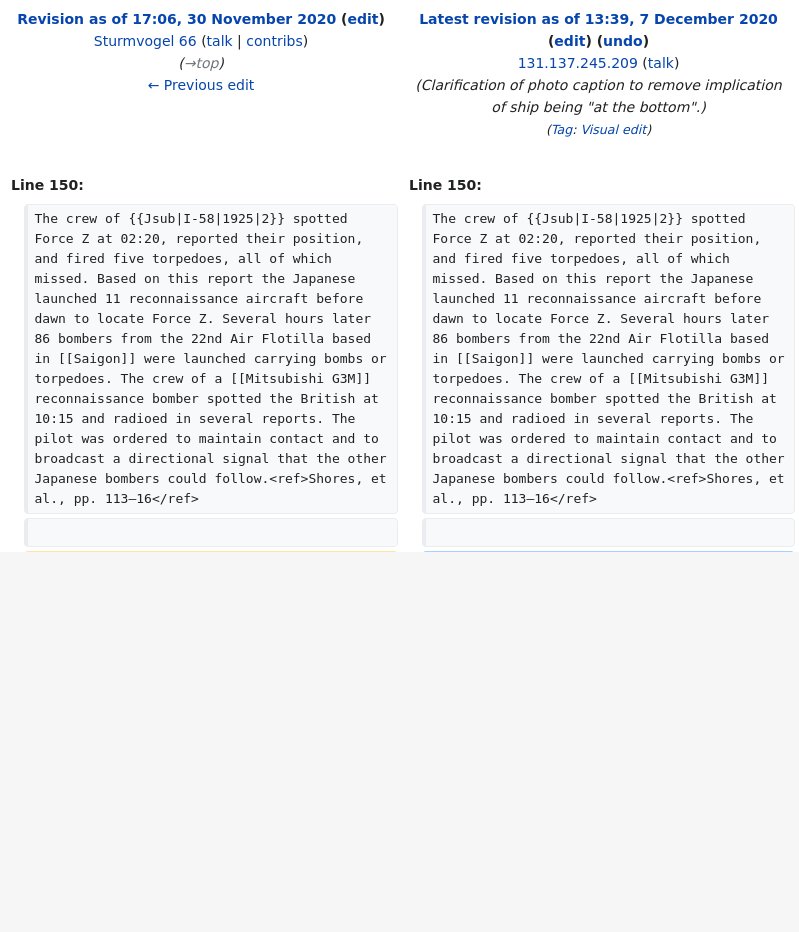 Revision as of 17:06, 30 November 2020 (edit)
Sturmvogel 66 (talk | contribs)
(→top)
← Previous edit
Latest revision as of 13:39, 7 December 2020
(edit) (undo)
131.137.245.209 (talk)
(Clarification of photo caption to remove implication
of ship being "at the bottom".)
(Tag: Visual edit)
Line 150:
The crew of {{Jsub|I-58|1925|2}} spotted
Force Z at 02:20, reported their position,
and fired five torpedoes, all of which
missed. Based on this report the Japanese
launched 11 reconnaissance aircraft before
dawn to locate Force Z. Several hours later
86 bombers from the 22nd Air Flotilla based
in [[Saigon]] were launched carrying bombs or
torpedoes. The crew of a [[Mitsubishi G3M]]
reconnaissance bomber spotted the British at
10:15 and radioed in several reports. The
pilot was ordered to maintain contact and to
broadcast a directional signal that the other
Japanese bombers could follow.<ref>Shores, et
al., pp. 113–16</ref>
Line 150:
The crew of {{Jsub|I-58|1925|2}} spotted
Force Z at 02:20, reported their position,
and fired five torpedoes, all of which
missed. Based on this report the Japanese
launched 11 reconnaissance aircraft before
dawn to locate Force Z. Several hours later
86 bombers from the 22nd Air Flotilla based
in [[Saigon]] were launched carrying bombs or
torpedoes. The crew of a [[Mitsubishi G3M]]
reconnaissance bomber spotted the British at
10:15 and radioed in several reports. The
pilot was ordered to maintain contact and to
broadcast a directional signal that the other
Japanese bombers could follow.<ref>Shores, et
al., pp. 113–16</ref>